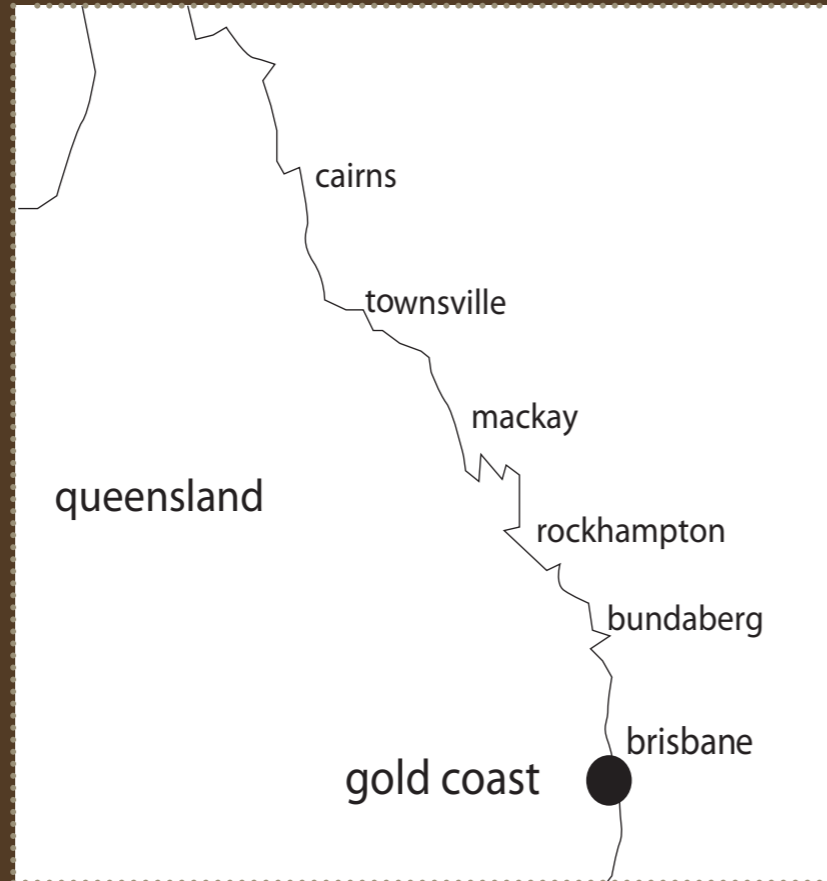 cairns
townsville
mackay
queensland
rockhampton
bundaberg
brisbane
gold coast